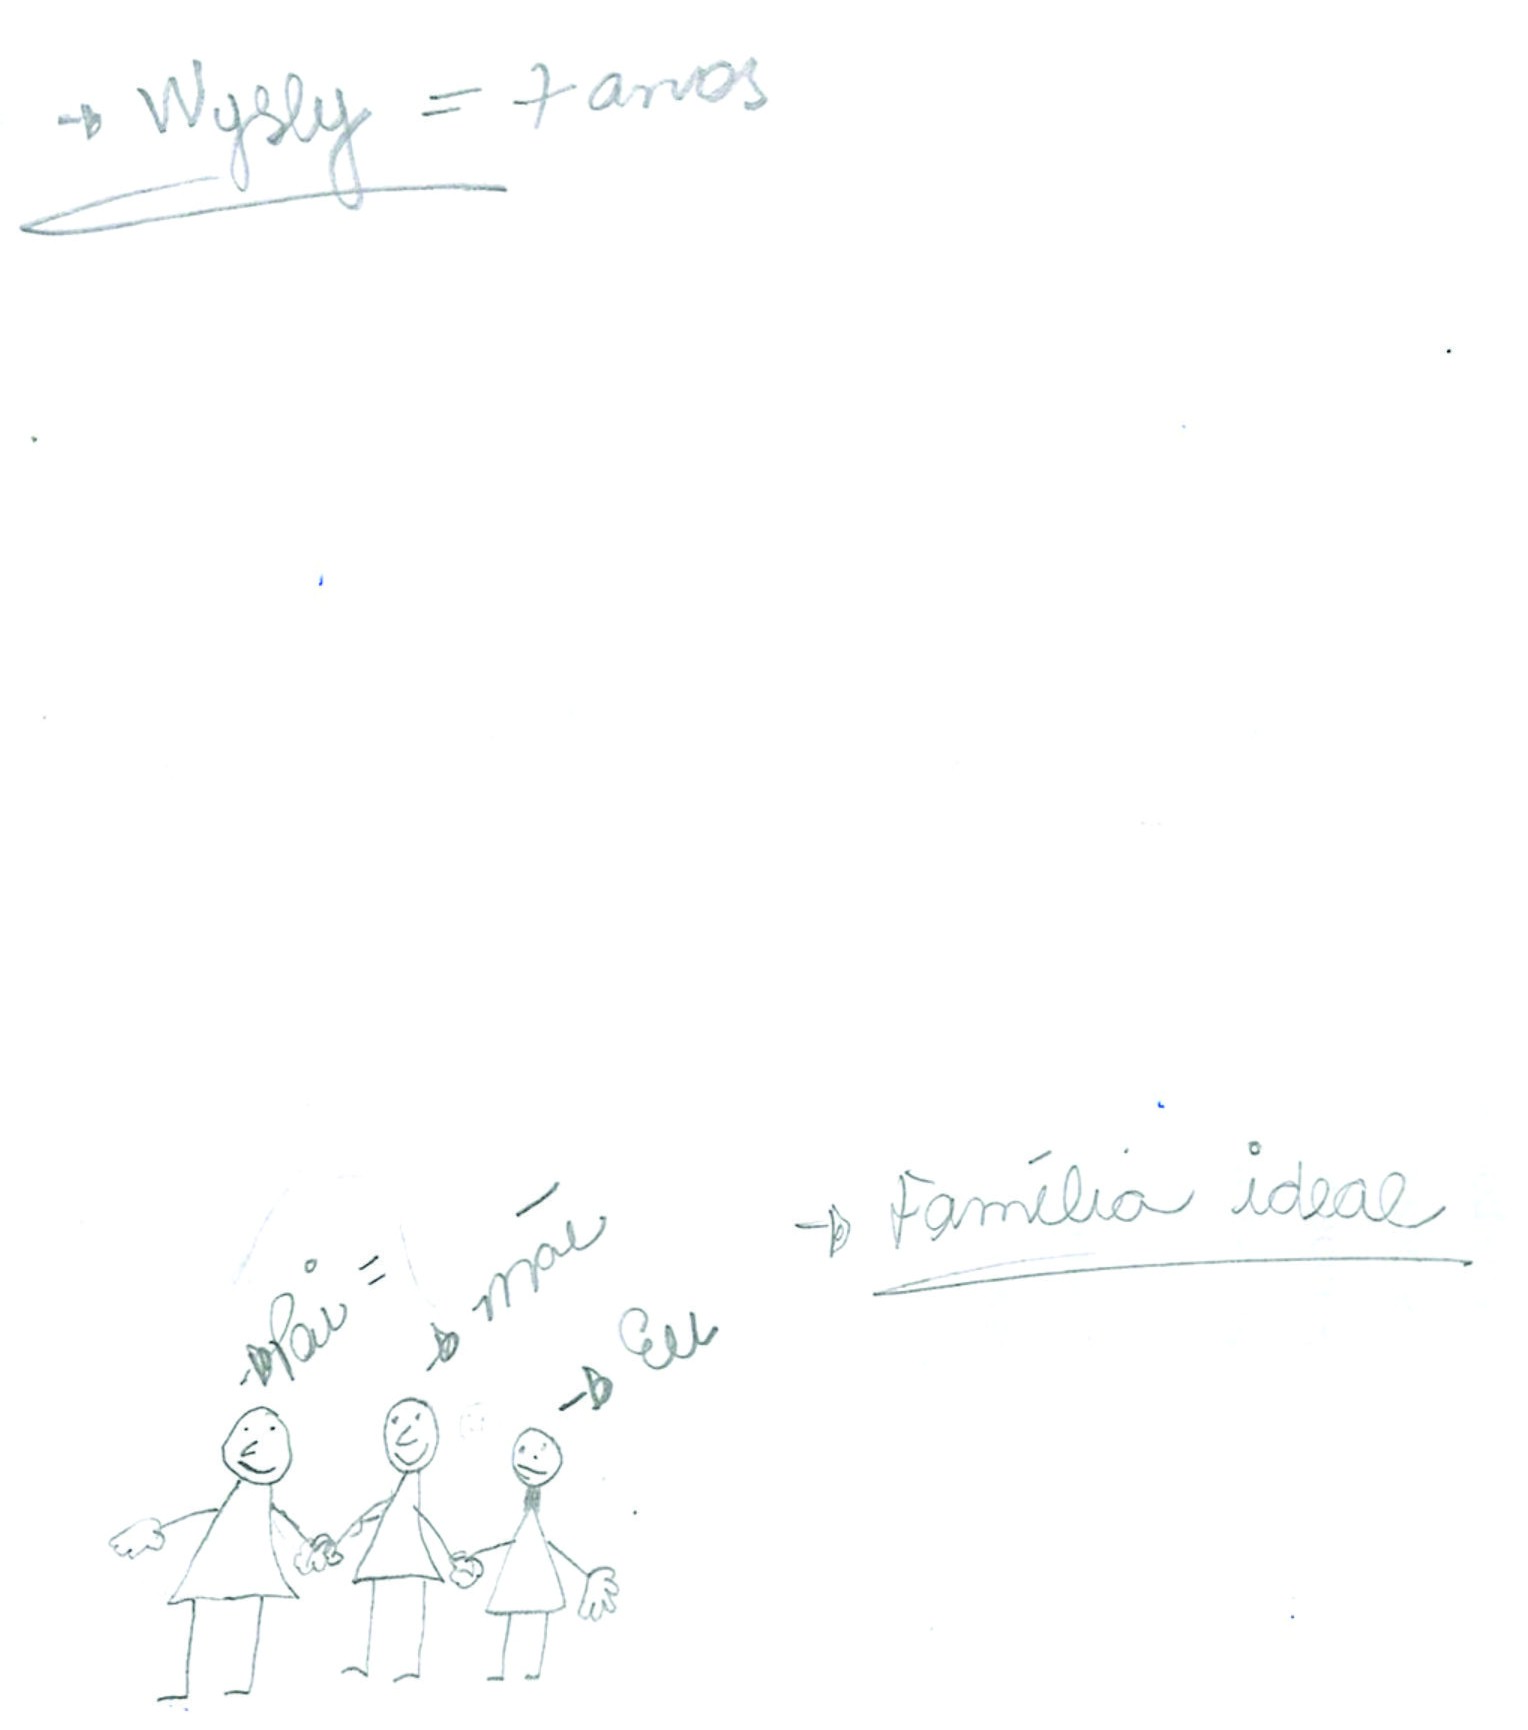 → Wysly = 7 anos
→ Família ideal
→ Pai =
→ mãe
→ Eu